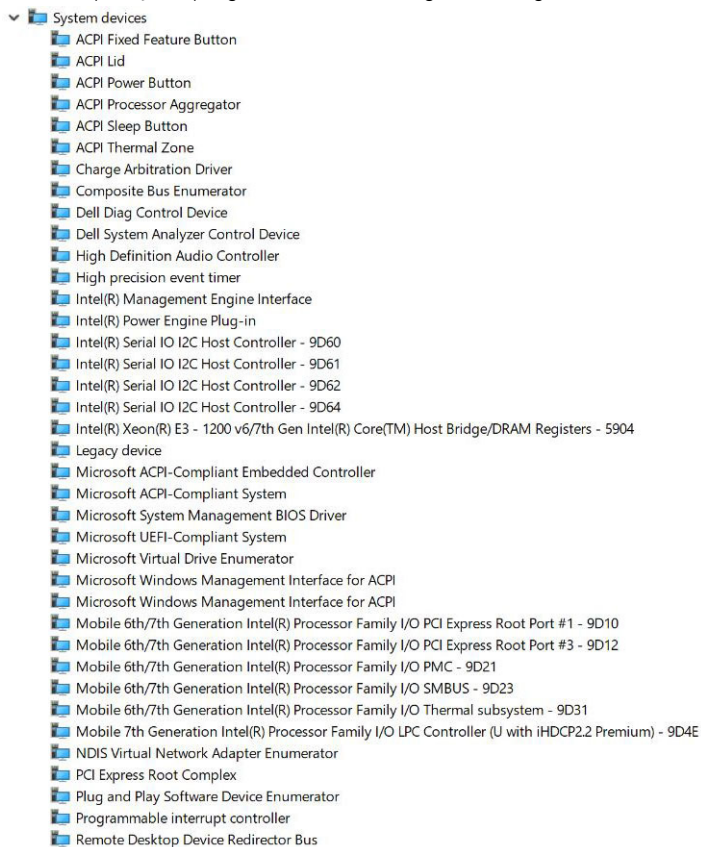 System devices
ACPI Fixed Feature Button
ACPI Lid
ACPI Power Button
ACPI Processor Aggregator
ACPI Sleep Button
ACPI Thermal Zone
Charge Arbitration Driver
Composite Bus Enumerator
Dell Diag Control Device
Dell System Analyzer Control Device
High Definition Audio Controller
High precision event timer
Intel(R) Management Engine Interface
Intel(R) Power Engine Plug-in
Intel(R) Serial IO I2C Host Controller - 9D60
Intel(R) Serial IO I2C Host Controller - 9D61
Intel(R) Serial IO I2C Host Controller - 9D62
Intel(R) Serial IO I2C Host Controller - 9D64
Intel(R) Xeon(R) E3 - 1200 v6/7th Gen Intel(R) Core(TM) Host Bridge/DRAM Registers - 5904
Legacy device
Microsoft ACPI-Compliant Embedded Controller
Microsoft ACPI-Compliant System
Microsoft System Management BIOS Driver
Microsoft UEFI-Compliant System
Microsoft Virtual Drive Enumerator
Microsoft Windows Management Interface for ACPI
Microsoft Windows Management Interface for ACPI
Mobile 6th/7th Generation Intel(R) Processor Family I/O PCI Express Root Port #1 - 9D10
Mobile 6th/7th Generation Intel(R) Processor Family I/O PCI Express Root Port #3 - 9D12
Mobile 6th/7th Generation Intel(R) Processor Family I/O PMC - 9D21
Mobile 6th/7th Generation Intel(R) Processor Family I/O SMBUS - 9D23
Mobile 6th/7th Generation Intel(R) Processor Family I/O Thermal subsystem - 9D31
Mobile 7th Generation Intel(R) Processor Family I/O LPC Controller (U with iHDCP2.2 Premium) - 9D4E
NDIS Virtual Network Adapter Enumerator
PCI Express Root Complex
Plug and Play Software Device Enumerator
Programmable interrupt controller
Remote Desktop Device Redirector Bus